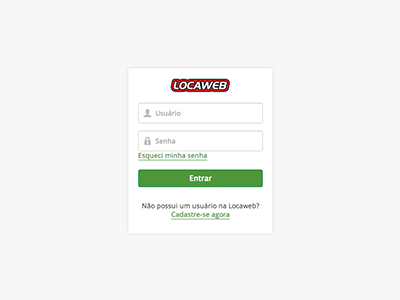 LOCAWEB
Usuário
Senha
Esqueci minha senha
Entrar
Não possui um usuário na Locaweb?
Cadastre-se agora